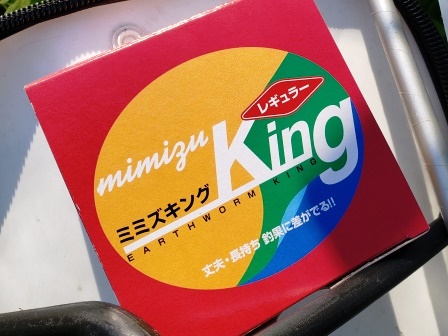 レギュラー
mimizu King
ミミズキング
EARTHWORM KING
丈夫・長持ち 釣果に差がでる!!